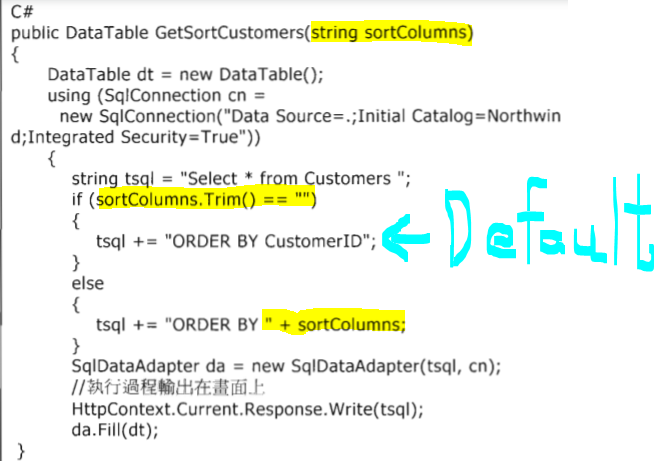 C#
public DataTable GetSortCustomers(string sortColumns)
{
DataTable dt = new DataTable();
using (SqlConnection cn =
new SqlConnection("Data Source=.;Initial Catalog=Northwin
d;Integrated Security=True"))
{
string tsql = "Select * from Customers ";
if (sortColumns.Trim() == "")
{
tsql += "ORDER BY CustomerID"; ← Default
}
else
{
tsql += "ORDER BY " + sortColumns;
}
SqlDataAdapter da = new SqlDataAdapter(tsql, cn);
//執行過程輸出在畫面上
HttpContext.Current.Response.Write(tsql);
da.Fill(dt);
}